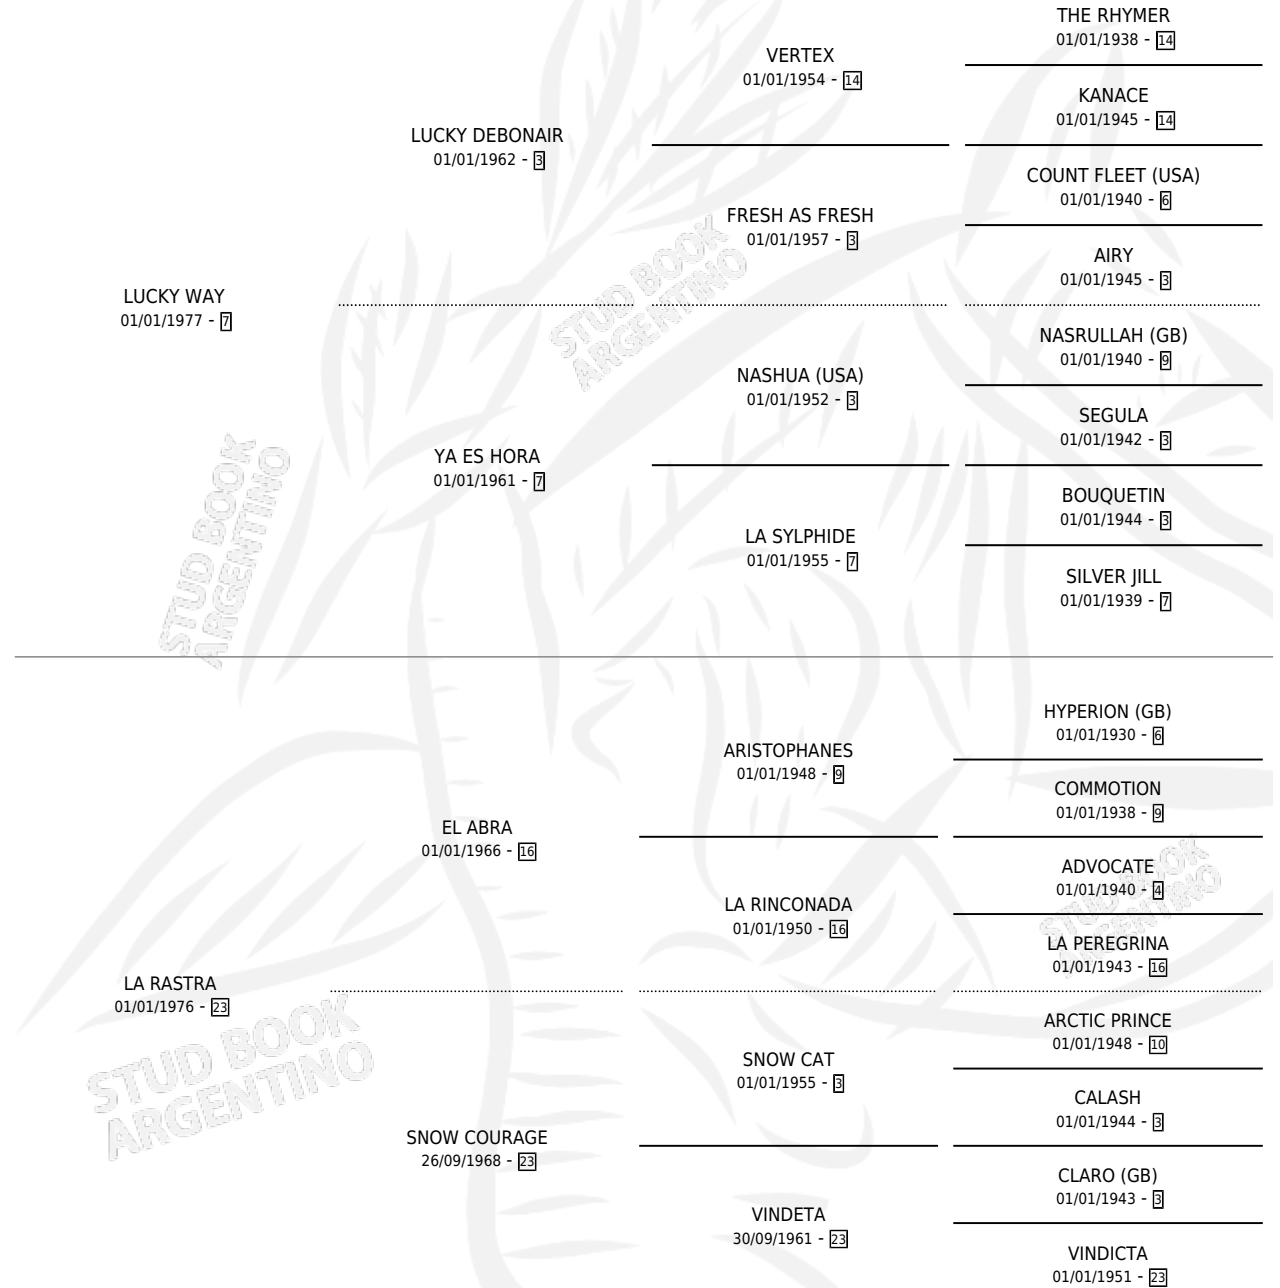 THE RHYMER
01/01/1938 - 14
VERTEX
01/01/1954 - 14
KANACE
01/01/1945 - 14
LUCKY DEBONAIR
01/01/1962 - 3
COUNT FLEET (USA)
01/01/1940 - 6
FRESH AS FRESH
01/01/1957 - 3
AIRY
01/01/1945 - 3
LUCKY WAY
01/01/1977 - 7
NASRULLAH (GB)
01/01/1940 - 9
NASHUA (USA)
01/01/1952 - 3
SEGULA
01/01/1942 - 3
YA ES HORA
01/01/1961 - 7
BOUQUETIN
01/01/1944 - 3
LA SYLPHIDE
01/01/1955 - 7
SILVER JILL
01/01/1939 - 7
HYPERION (GB)
01/01/1930 - 6
ARISTOPHANES
01/01/1948 - 9
COMMOTION
01/01/1938 - 9
EL ABRA
01/01/1966 - 16
ADVOCATE
01/01/1940 - 4
LA RINCONADA
01/01/1950 - 16
LA PEREGRINA
01/01/1943 - 16
LA RASTRA
01/01/1976 - 23
ARCTIC PRINCE
01/01/1948 - 10
SNOW CAT
01/01/1955 - 3
CALASH
01/01/1944 - 3
SNOW COURAGE
26/09/1968 - 23
CLARO (GB)
01/01/1943 - 3
VINDETA
30/09/1961 - 23
VINDICTA
01/01/1951 - 23
STUD BOOK
ARGENTINO
STUD BOOK
ARGENTINO
STUD BOOK
ARGENTINO
STUD BOOK
ARGENTINO